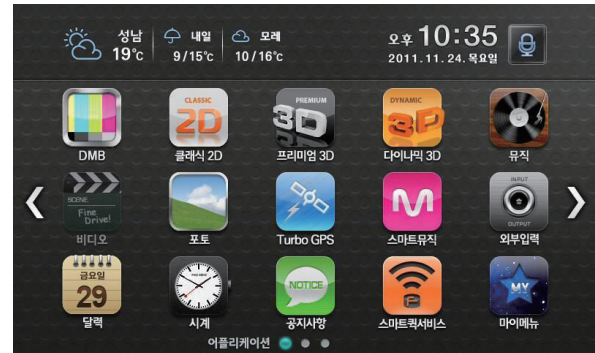 성남 내일 모레
19℃ 9/15℃ 10/16℃
오후 10:35
2011.11.24.목요일
CLASSIC PREMIUM DYNAMIC
2D 3D 3D
DMB 클래식 2D 프리미엄 3D 다이나믹 3D 뮤직
SCENE INPUT
Fine
Drive!
OUTPUT
비디오 포토 Turbo GPS 스마트뮤직 외부입력
금요일
29 NOTICE MY
달력 시계 공지사항 스마트퀵서비스 마이메뉴
어플리케이션